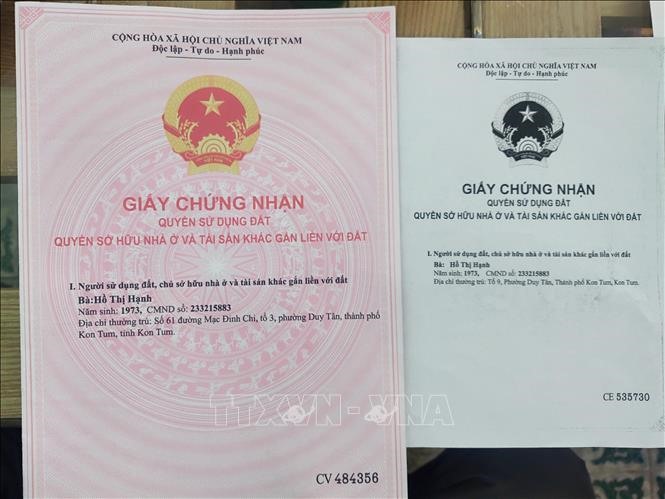 CỘNG HÒA XÃ HỘI CHỦ NGHĨA VIỆT NAM
Độc lập - Tự do - Hạnh phúc
GIẤY CHỨNG NHẬN
QUYỀN SỬ DỤNG ĐẤT
QUYỀN SỞ HỮU NHÀ Ở VÀ TÀI SẢN KHÁC GẮN LIỀN VỚI ĐẤT
I. Người sử dụng đất, chủ sở hữu nhà ở và tài sản khác gắn liền với đất
Bà:Hồ Thị Hạnh
Năm sinh: 1973, CMND số: 233215883
Địa chỉ thường trú: Số 61 đường Mạc Đĩnh Chi, tổ 3, phường Duy Tân, thành phố
Kon Tum, tỉnh Kon Tum.
CV 484356
CỘNG HÒA XÃ HỘI CHỦ NGHĨA VIỆT NAM
Độc lập - Tự do - Hạnh phúc
GIẤY CHỨNG NHẬN
QUYỀN SỬ DỤNG ĐẤT
QUYỀN SỞ HỮU NHÀ Ở VÀ TÀI SẢN KHÁC GẮN LIỀN VỚI ĐẤT
I. Người sử dụng đất, chủ sở hữu nhà ở và tài sản khác gắn liền với đất
Bà: Hồ Thị Hạnh
Năm sinh: 1973, CMND số: 233215883
Địa chỉ thường trú: Tổ 9, Phường Duy Tân, Thành phố Kon Tum, Kon Tum.
CE 535730
TTXVN-VNA